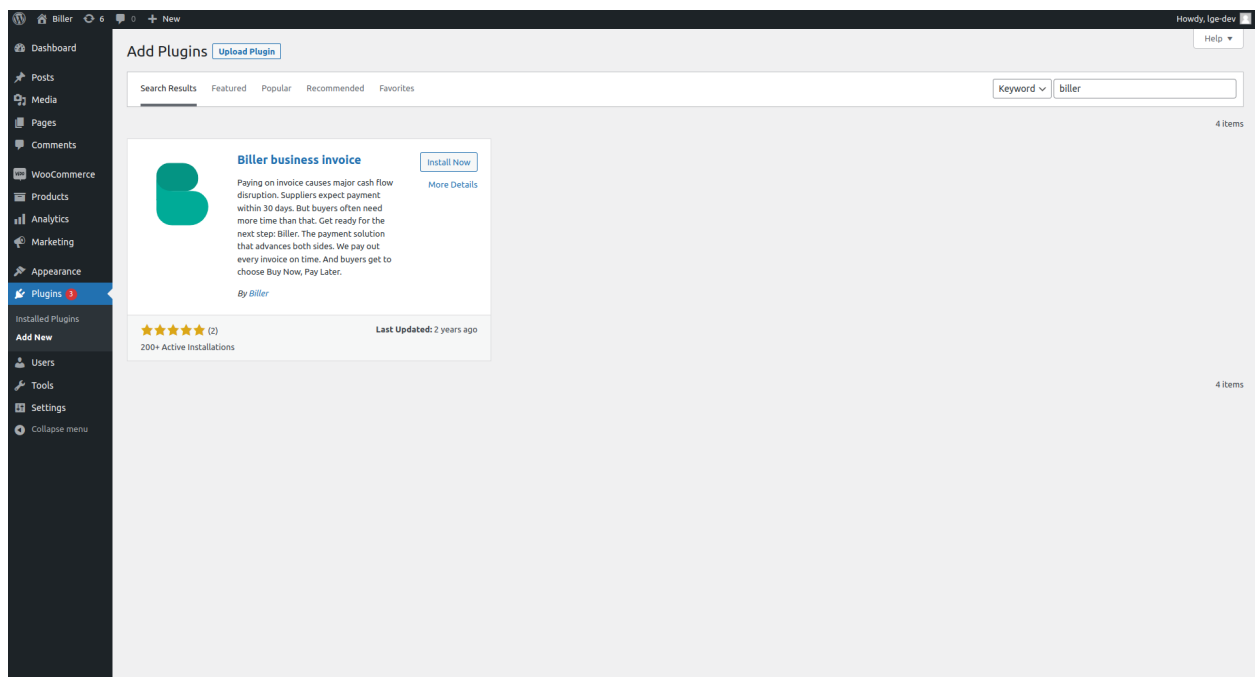 Biller 6 0 New Howdy, lge-dev
Help
Dashboard
Posts
Media
Pages
Comments
WooCommerce
Products
Analytics
Marketing
Appearance
Plugins 3
Installed Plugins
Add New
Users
Tools
Settings
Collapse menu
Add Plugins Upload Plugin
Search Results Featured Popular Recommended Favorites Keyword biller
4 items
Biller business invoice
Install Now
More Details
Paying on invoice causes major cash flow
disruption. Suppliers expect payment
within 30 days. But buyers often need
more time than that. Get ready for the
next step: Biller. The payment solution
that advances both sides. We pay out
every invoice on time. And buyers get to
choose Buy Now, Pay Later.
By Biller
(2) Last Updated: 2 years ago
200+ Active Installations
4 items